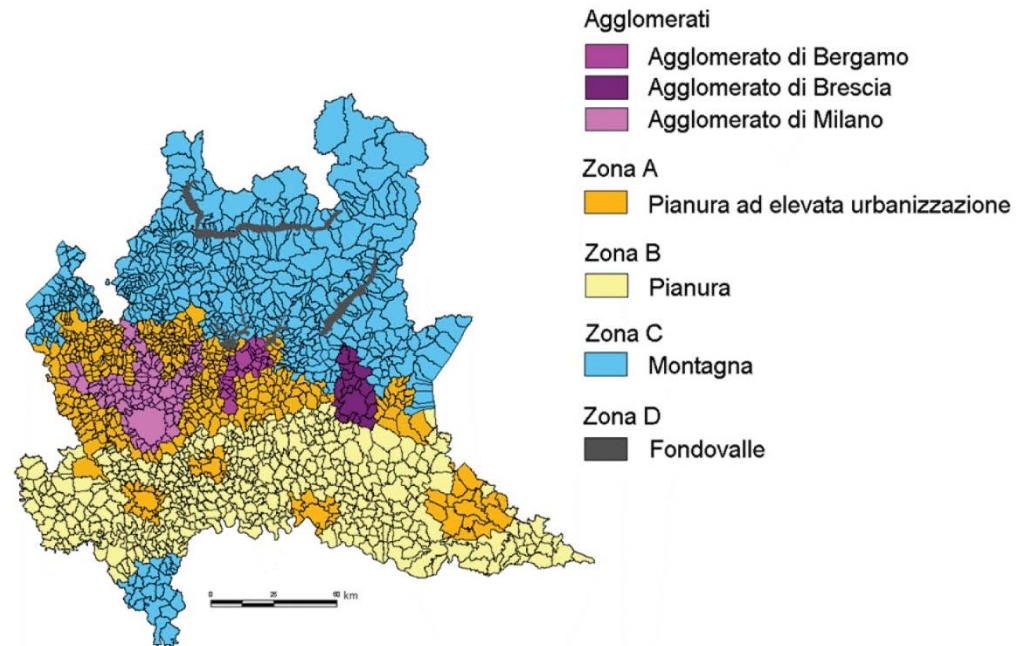 Agglomerati
Agglomerato di Bergamo
Agglomerato di Brescia
Agglomerato di Milano
Zona A
Pianura ad elevata urbanizzazione
Zona B
Pianura
Zona C
Montagna
Zona D
Fondovalle
km
0 25 50